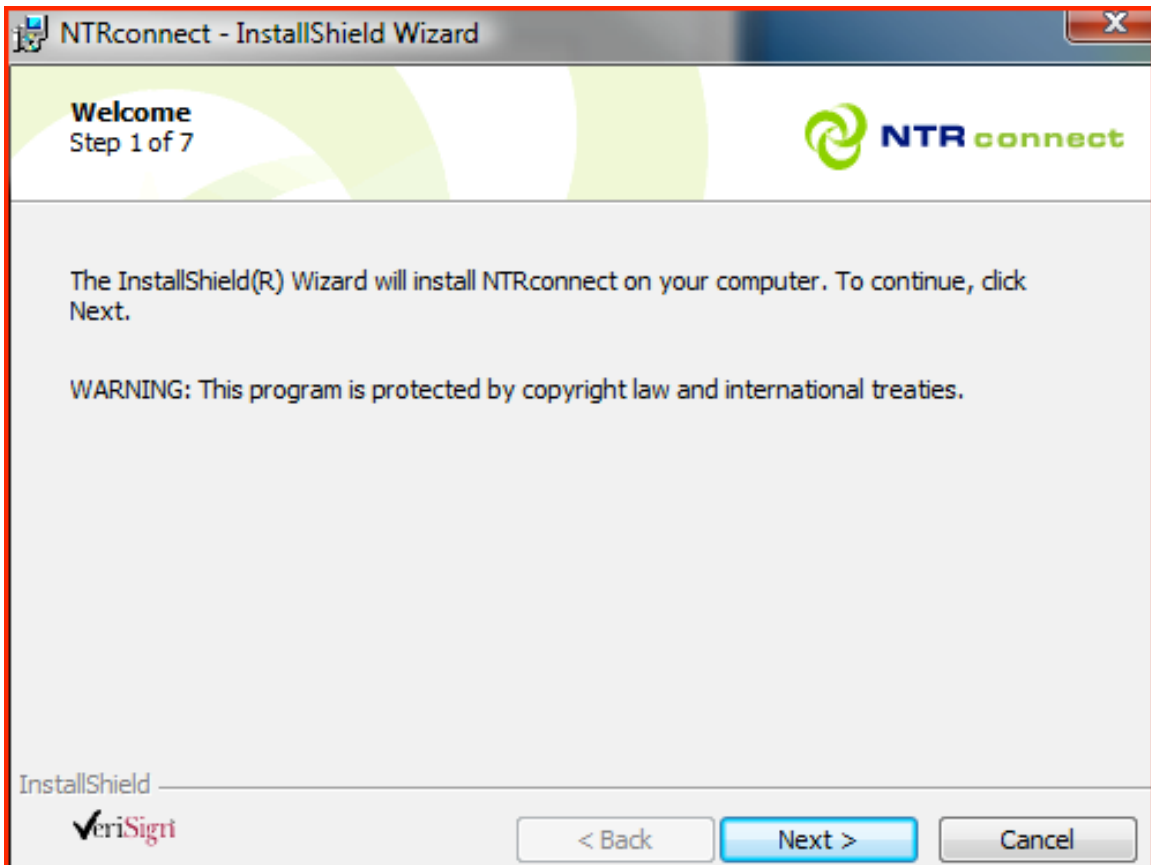 NTRconnect - InstallShield Wizard
Welcome
Step 1 of 7
NTR connect
The InstallShield(R) Wizard will install NTRconnect on your computer. To continue, click
Next.
WARNING: This program is protected by copyright law and international treaties.
InstallShield
VeriSign
< Back
Next >
Cancel